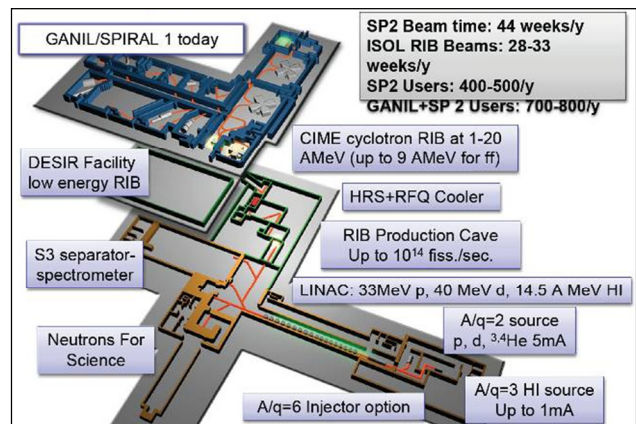 GANIL/SPIRAL 1 today
SP2 Beam time: 44 weeks/y
ISOL RIB Beams: 28-33
weeks/y
SP2 Users: 400-500/y
GANIL+SP 2 Users: 700-800/y
CIME cyclotron RIB at 1-20
AMeV (up to 9 AMeV for ff)
DESIR Facility
low energy RIB
HRS+RFQ Cooler
RIB Production Cave
Up to 10¹⁴ fiss./sec.
S3 separator-
spectrometer
LINAC: 33MeV p, 40 MeV d, 14.5 A MeV HI
A/q=2 source
p, d, ³,⁴He 5mA
Neutrons For
Science
A/q=3 HI source
Up to 1mA
A/q=6 Injector option